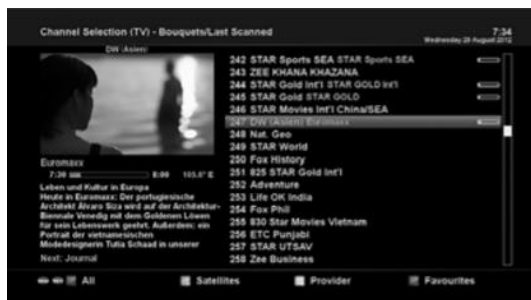 Channel Selection (TV) - Bouquets/Last Scanned
7:34
Wednesday 29 August 2012
DW (Asien)
242 STAR Sports SEA STAR Sports SEA
243 ZEE KHANA KHAZANA
244 STAR Gold Int'l STAR GOLD Int'l
245 STAR Gold STAR GOLD
246 STAR Movies Int'l China/SEA
247 DW (Asien) Euromaxx
248 Nat. Geo
249 STAR World
250 Fox History
251 825 STAR Gold Int'l
252 Adventure
253 Life OK India
254 Fox Phil
255 830 Star Movies Vietnam
256 ETC Punjabi
257 STAR UTSAV
258 Zee Business
Euromaxx
7:30 8:00 105.6° E
Leben und Kultur in Europa
Heute in Euromaxx: Der portugiesische
Architekt Alvaro Siza wird auf der Architektur-
Biennale Venedig mit dem Goldenen Löwen
für sein Lebenswerk geehrt. Außerdem: ein
Portrait der vietnamesischen
Modedesignerin Tutia Schaad in unserer
Next: Journal
All
Satellites
Provider
Favourites